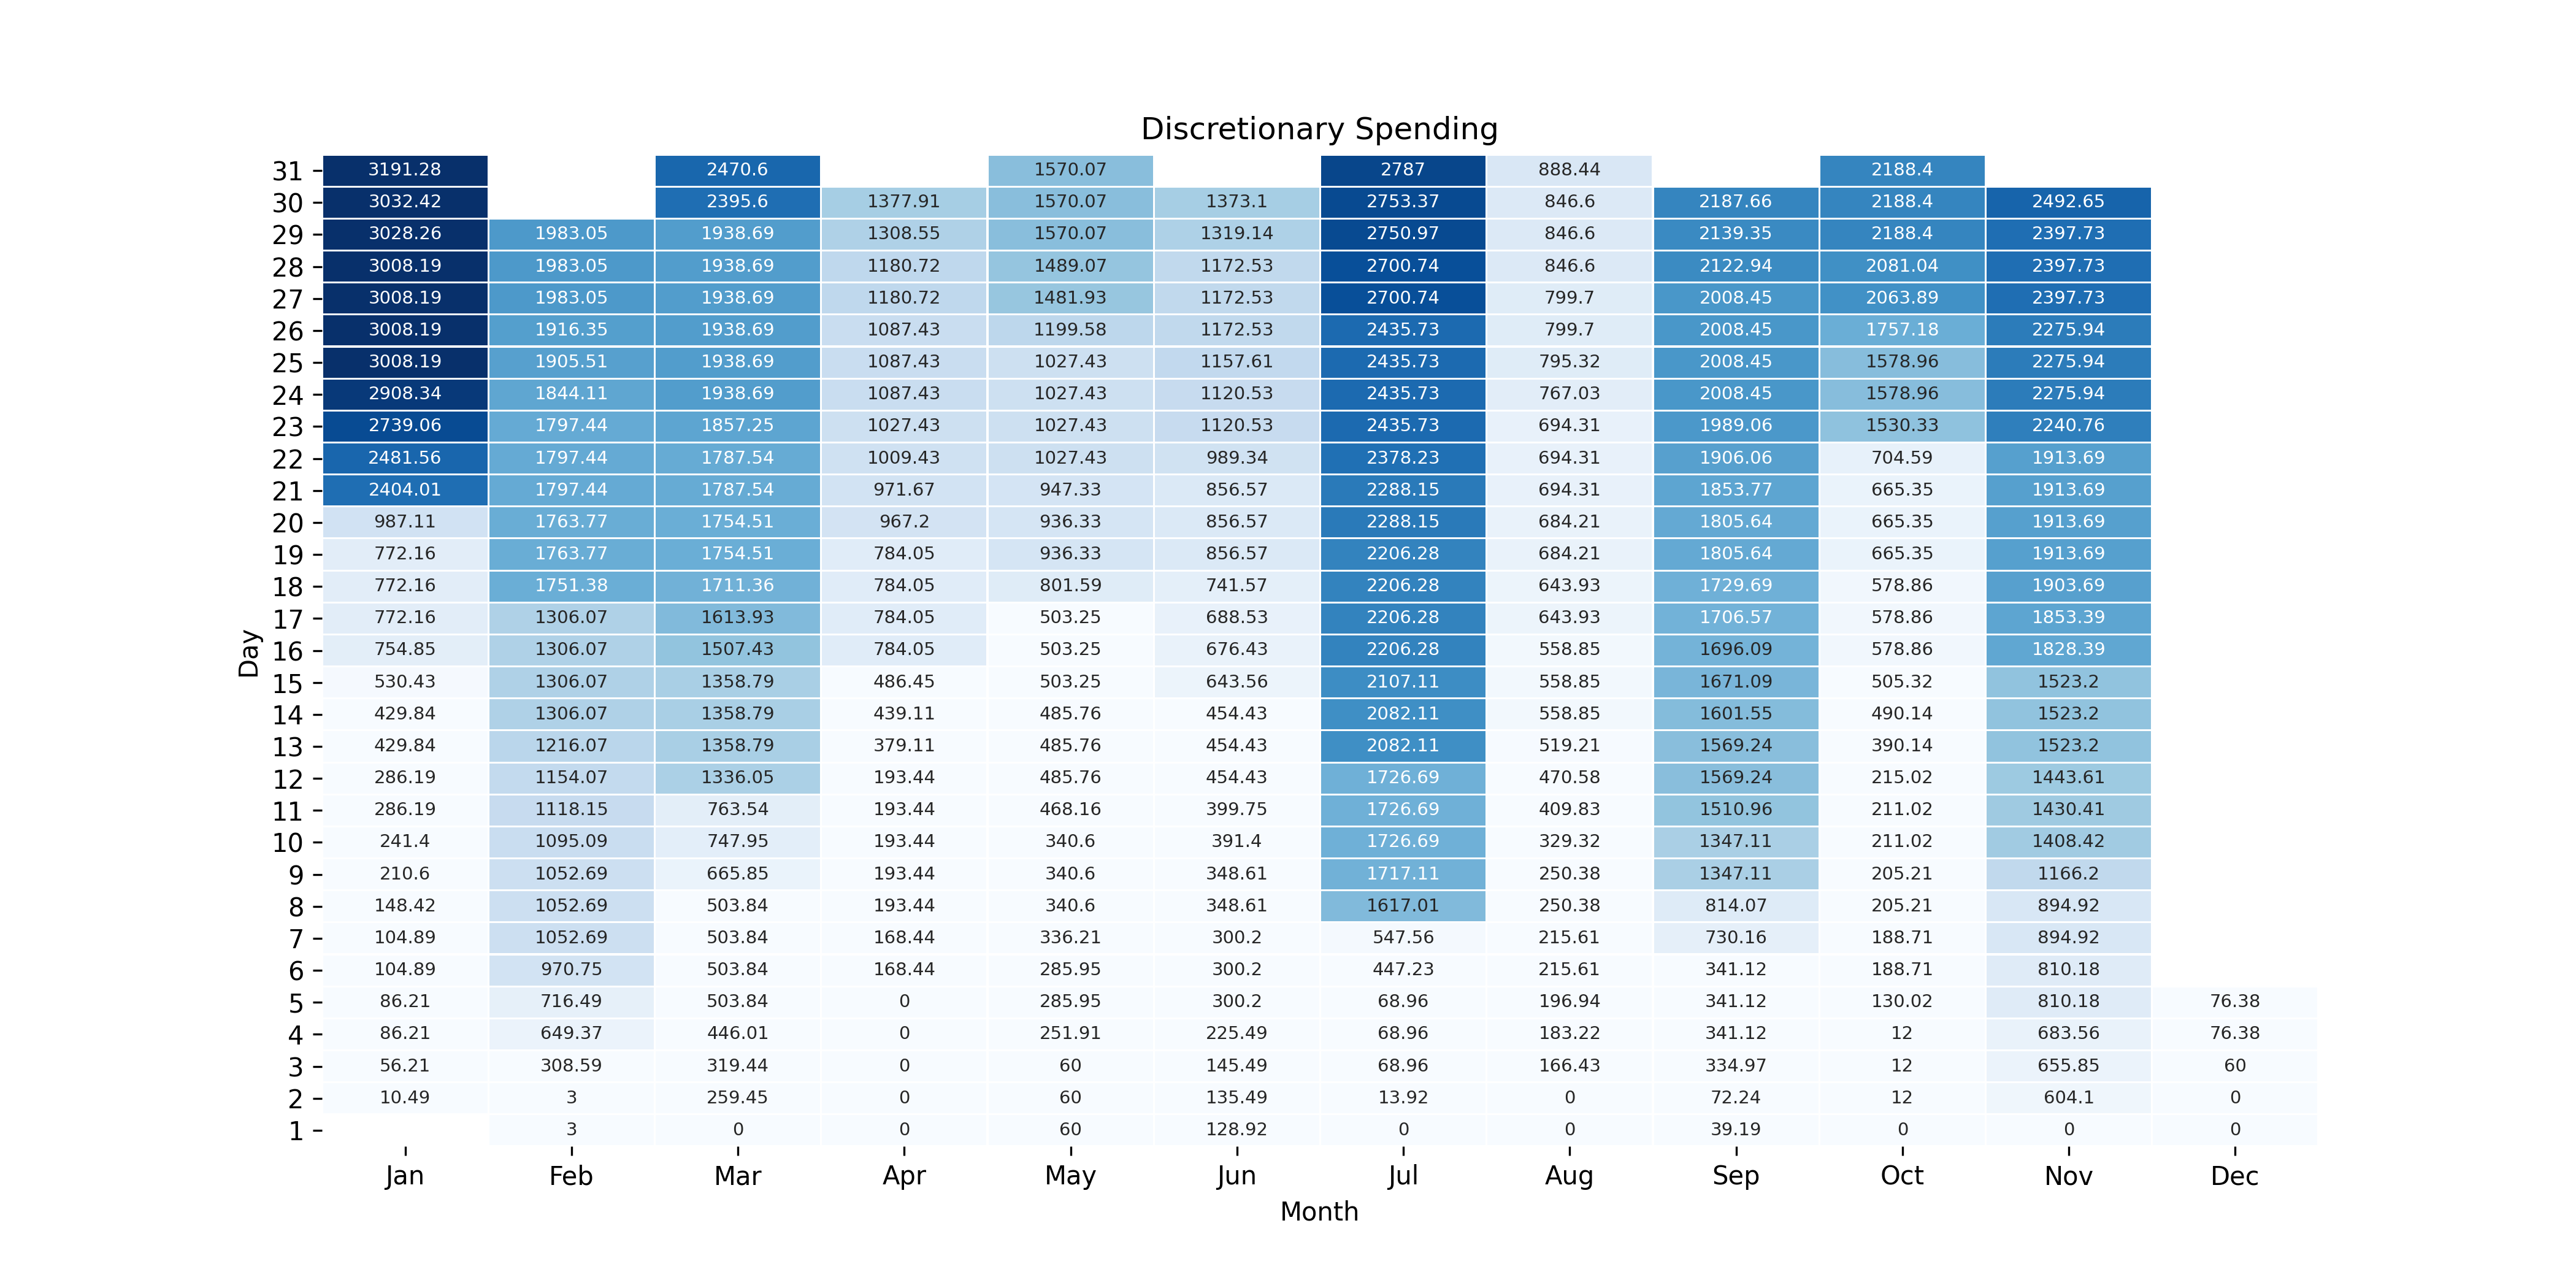 Discretionary Spending
31 3191.28 2470.6 1570.07 2787 888.44 2188.4
30 3032.42 2395.6 1377.91 1570.07 1373.1 2753.37 846.6 2187.66 2188.4 2492.65
29 3028.26 1983.05 1938.69 1308.55 1570.07 1319.14 2750.97 846.6 2139.35 2188.4 2397.73
28 3008.19 1983.05 1938.69 1180.72 1489.07 1172.53 2700.74 846.6 2122.94 2081.04 2397.73
27 3008.19 1983.05 1938.69 1180.72 1481.93 1172.53 2700.74 799.7 2008.45 2063.89 2397.73
26 3008.19 1916.35 1938.69 1087.43 1199.58 1172.53 2435.73 799.7 2008.45 1757.18 2275.94
25 3008.19 1905.51 1938.69 1087.43 1027.43 1157.61 2435.73 795.32 2008.45 1578.96 2275.94
24 2908.34 1844.11 1938.69 1087.43 1027.43 1120.53 2435.73 767.03 2008.45 1578.96 2275.94
23 2739.06 1797.44 1857.25 1027.43 1027.43 1120.53 2435.73 694.31 1989.06 1530.33 2240.76
22 2481.56 1797.44 1787.54 1009.43 1027.43 989.34 2378.23 694.31 1906.06 704.59 1913.69
21 2404.01 1797.44 1787.54 971.67 947.33 856.57 2288.15 694.31 1853.77 665.35 1913.69
20 987.11 1763.77 1754.51 967.2 936.33 856.57 2288.15 684.21 1805.64 665.35 1913.69
19 772.16 1763.77 1754.51 784.05 936.33 856.57 2206.28 684.21 1805.64 665.35 1913.69
18 772.16 1751.38 1711.36 784.05 801.59 741.57 2206.28 643.93 1729.69 578.86 1903.69
17 772.16 1306.07 1613.93 784.05 503.25 688.53 2206.28 643.93 1706.57 578.86 1853.39
16 754.85 1306.07 1507.43 784.05 503.25 676.43 2206.28 558.85 1696.09 578.86 1828.39
Day
15 530.43 1306.07 1358.79 486.45 503.25 643.56 2107.11 558.85 1671.09 505.32 1523.2
14 429.84 1306.07 1358.79 439.11 485.76 454.43 2082.11 558.85 1601.55 490.14 1523.2
13 429.84 1216.07 1358.79 379.11 485.76 454.43 2082.11 519.21 1569.24 390.14 1523.2
12 286.19 1154.07 1336.05 193.44 485.76 454.43 1726.69 470.58 1569.24 215.02 1443.61
11 286.19 1118.15 763.54 193.44 468.16 399.75 1726.69 409.83 1510.96 211.02 1430.41
10 241.4 1095.09 747.95 193.44 340.6 391.4 1726.69 329.32 1347.11 211.02 1408.42
9 210.6 1052.69 665.85 193.44 340.6 348.61 1717.11 250.38 1347.11 205.21 1166.2
8 148.42 1052.69 503.84 193.44 340.6 348.61 1617.01 250.38 814.07 205.21 894.92
7 104.89 1052.69 503.84 168.44 336.21 300.2 547.56 215.61 730.16 188.71 894.92
6 104.89 970.75 503.84 168.44 285.95 300.2 447.23 215.61 341.12 188.71 810.18
5 86.21 716.49 503.84 0 285.95 300.2 68.96 196.94 341.12 130.02 810.18 76.38
4 86.21 649.37 446.01 0 251.91 225.49 68.96 183.22 341.12 12 683.56 76.38
3 56.21 308.59 319.44 0 60 145.49 68.96 166.43 334.97 12 655.85 60
2 10.49 3 259.45 0 60 135.49 13.92 0 72.24 12 604.1 0
1 3 0 0 60 128.92 0 0 39.19 0 0 0
Jan Feb Mar Apr May Jun Jul Aug Sep Oct Nov Dec
Month